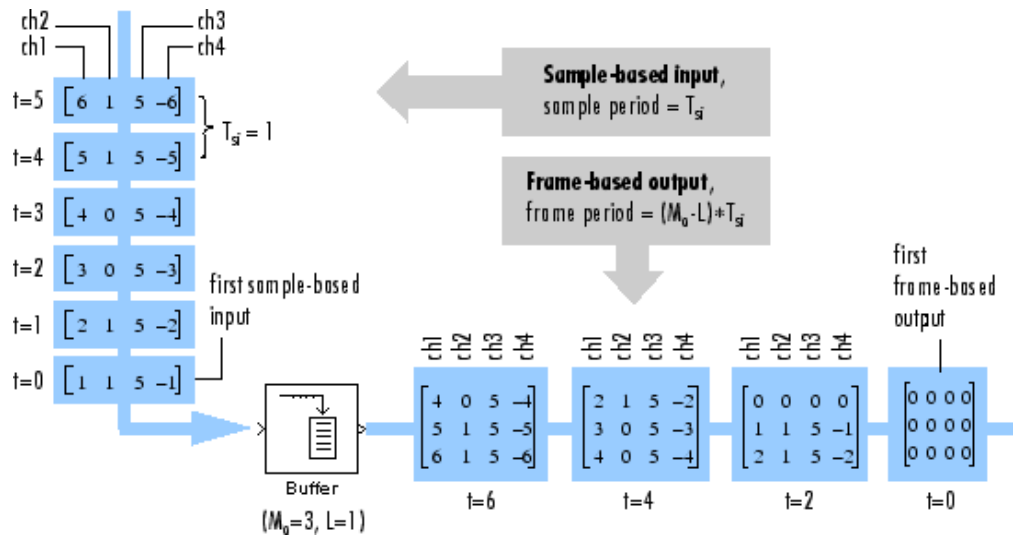 ch2
ch1
ch3
ch4
t=5 [6 1 5 −6]
T_si = 1
t=4 [5 1 5 −5]
t=3 [4 0 5 −4]
t=2 [3 0 5 −3]
t=1 [2 1 5 −2]
t=0 [1 1 5 −1]
first sample-based
input
Sample-based input,
sample period = T_si
Frame-based output,
frame period = (M_o-L)*T_si
first
frame-based
output
Buffer
(M_o=3, L=1)
ch1 ch2 ch3 ch4
4 0 5 −4
5 1 5 −5
6 1 5 −6
t=6
ch1 ch2 ch3 ch4
2 1 5 −2
3 0 5 −3
4 0 5 −4
t=4
ch1 ch2 ch3 ch4
0 0 0 0
1 1 5 −1
2 1 5 −2
t=2
0 0 0 0
0 0 0 0
0 0 0 0
t=0